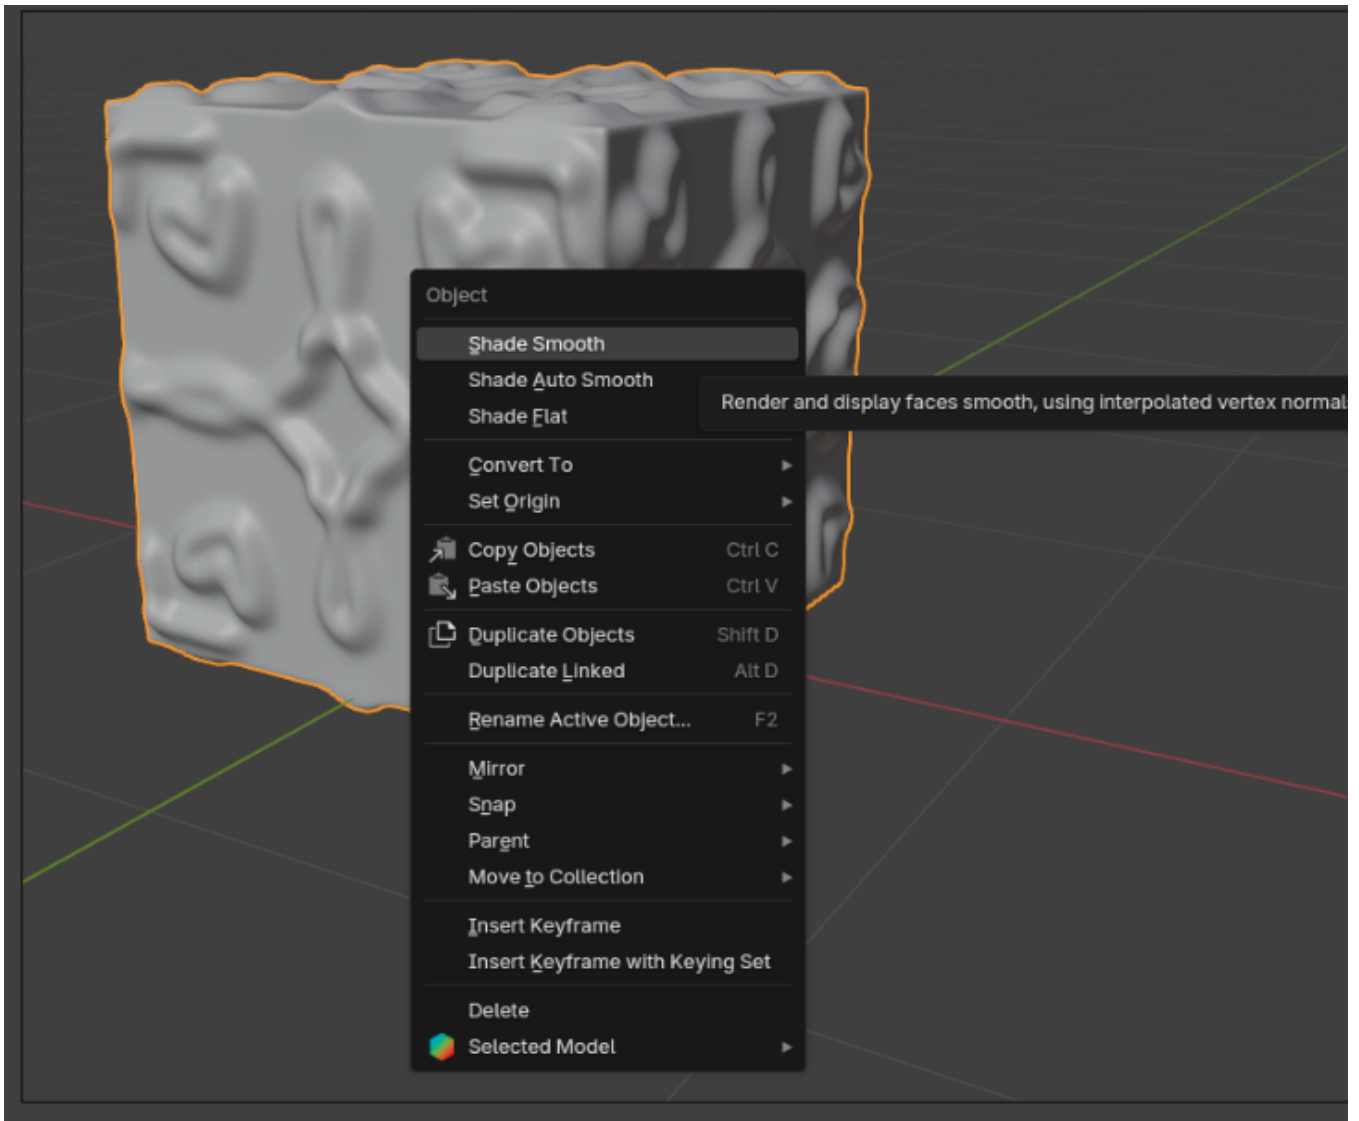 Object
Shade Smooth
Shade Auto Smooth
Render and display faces smooth, using interpolated vertex normals
Shade Flat
Convert To
Set Origin
Copy Objects Ctrl C
Paste Objects Ctrl V
Duplicate Objects Shift D
Duplicate Linked Alt D
Rename Active Object... F2
Mirror
Snap
Parent
Move to Collection
Insert Keyframe
Insert Keyframe with Keying Set
Delete
Selected Model